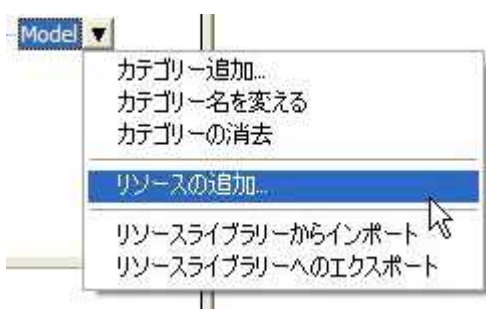 Model
カテゴリー追加...
カテゴリー名を変える
カテゴリーの消去
リソースの追加...
リソースライブラリーからインポート
リソースライブラリーへのエクスポート